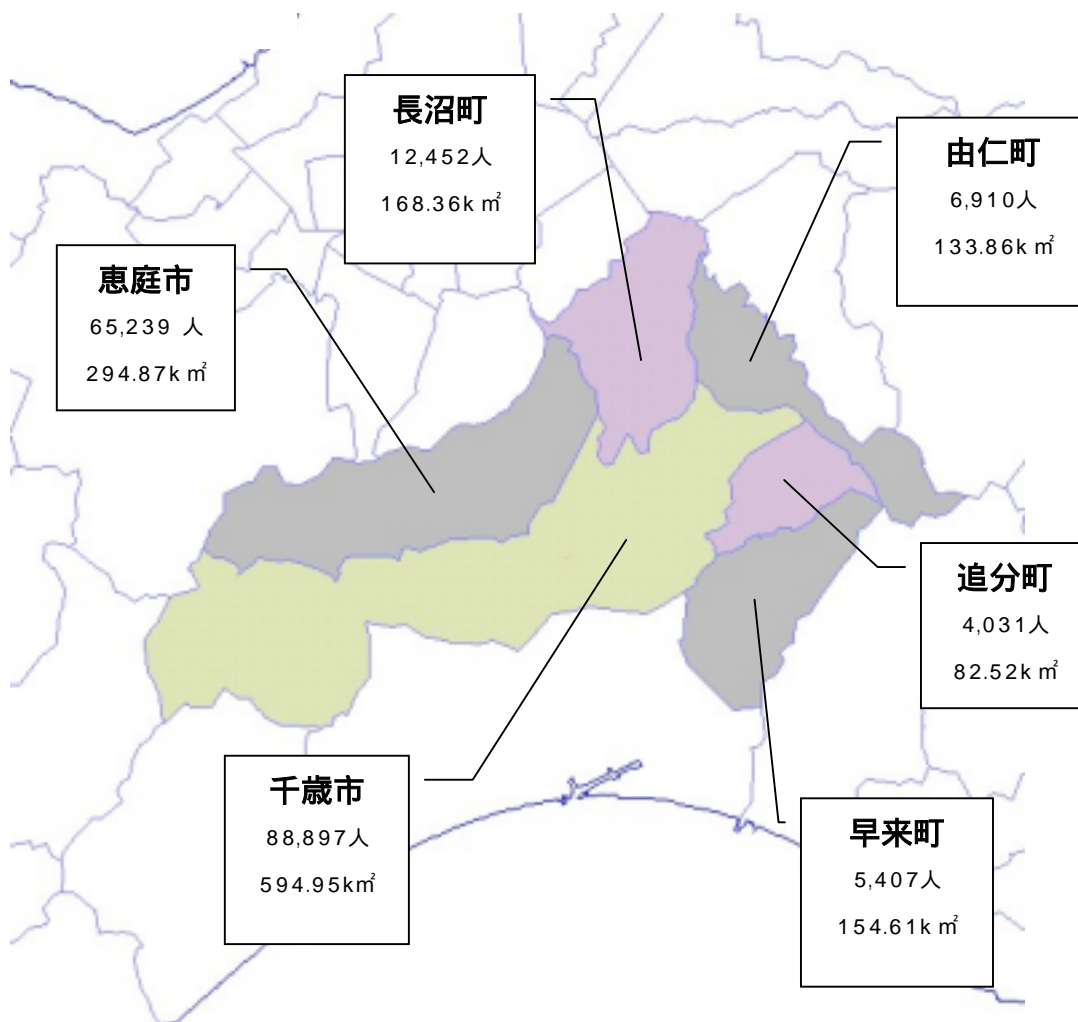 長沼町
12,452人
168.36k㎡
由仁町
6,910人
133.86k㎡
恵庭市
65,239 人
294.87k㎡
追分町
4,031人
82.52k㎡
千歳市
88,897人
594.95k㎡
早来町
5,407人
154.61k㎡